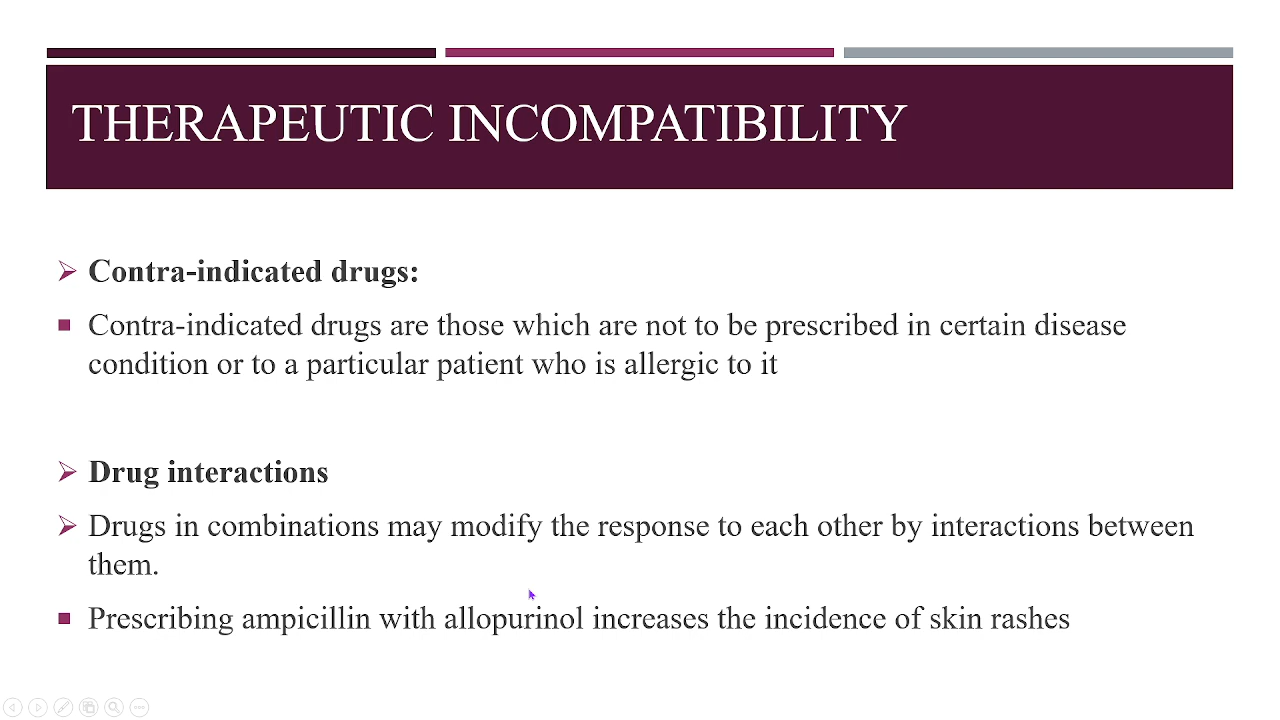 THERAPEUTIC INCOMPATIBILITY
Contra-indicated drugs:
Contra-indicated drugs are those which are not to be prescribed in certain disease
condition or to a particular patient who is allergic to it
Drug interactions
Drugs in combinations may modify the response to each other by interactions between
them.
Prescribing ampicillin with allopurinol increases the incidence of skin rashes